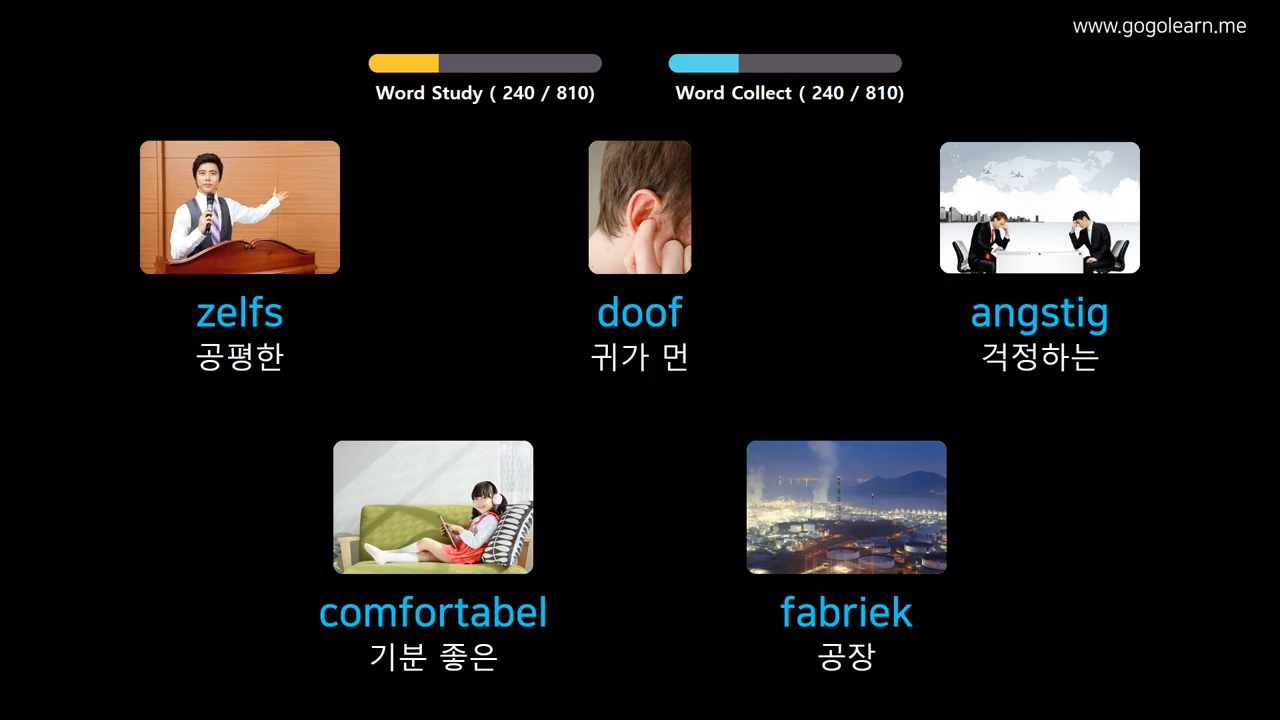 www.gogolearn.me
Word Study ( 240 / 810)
Word Collect ( 240 / 810)
zelfs
공평한
doof
귀가 먼
angstig
걱정하는
comfortabel
기분 좋은
fabriek
공장